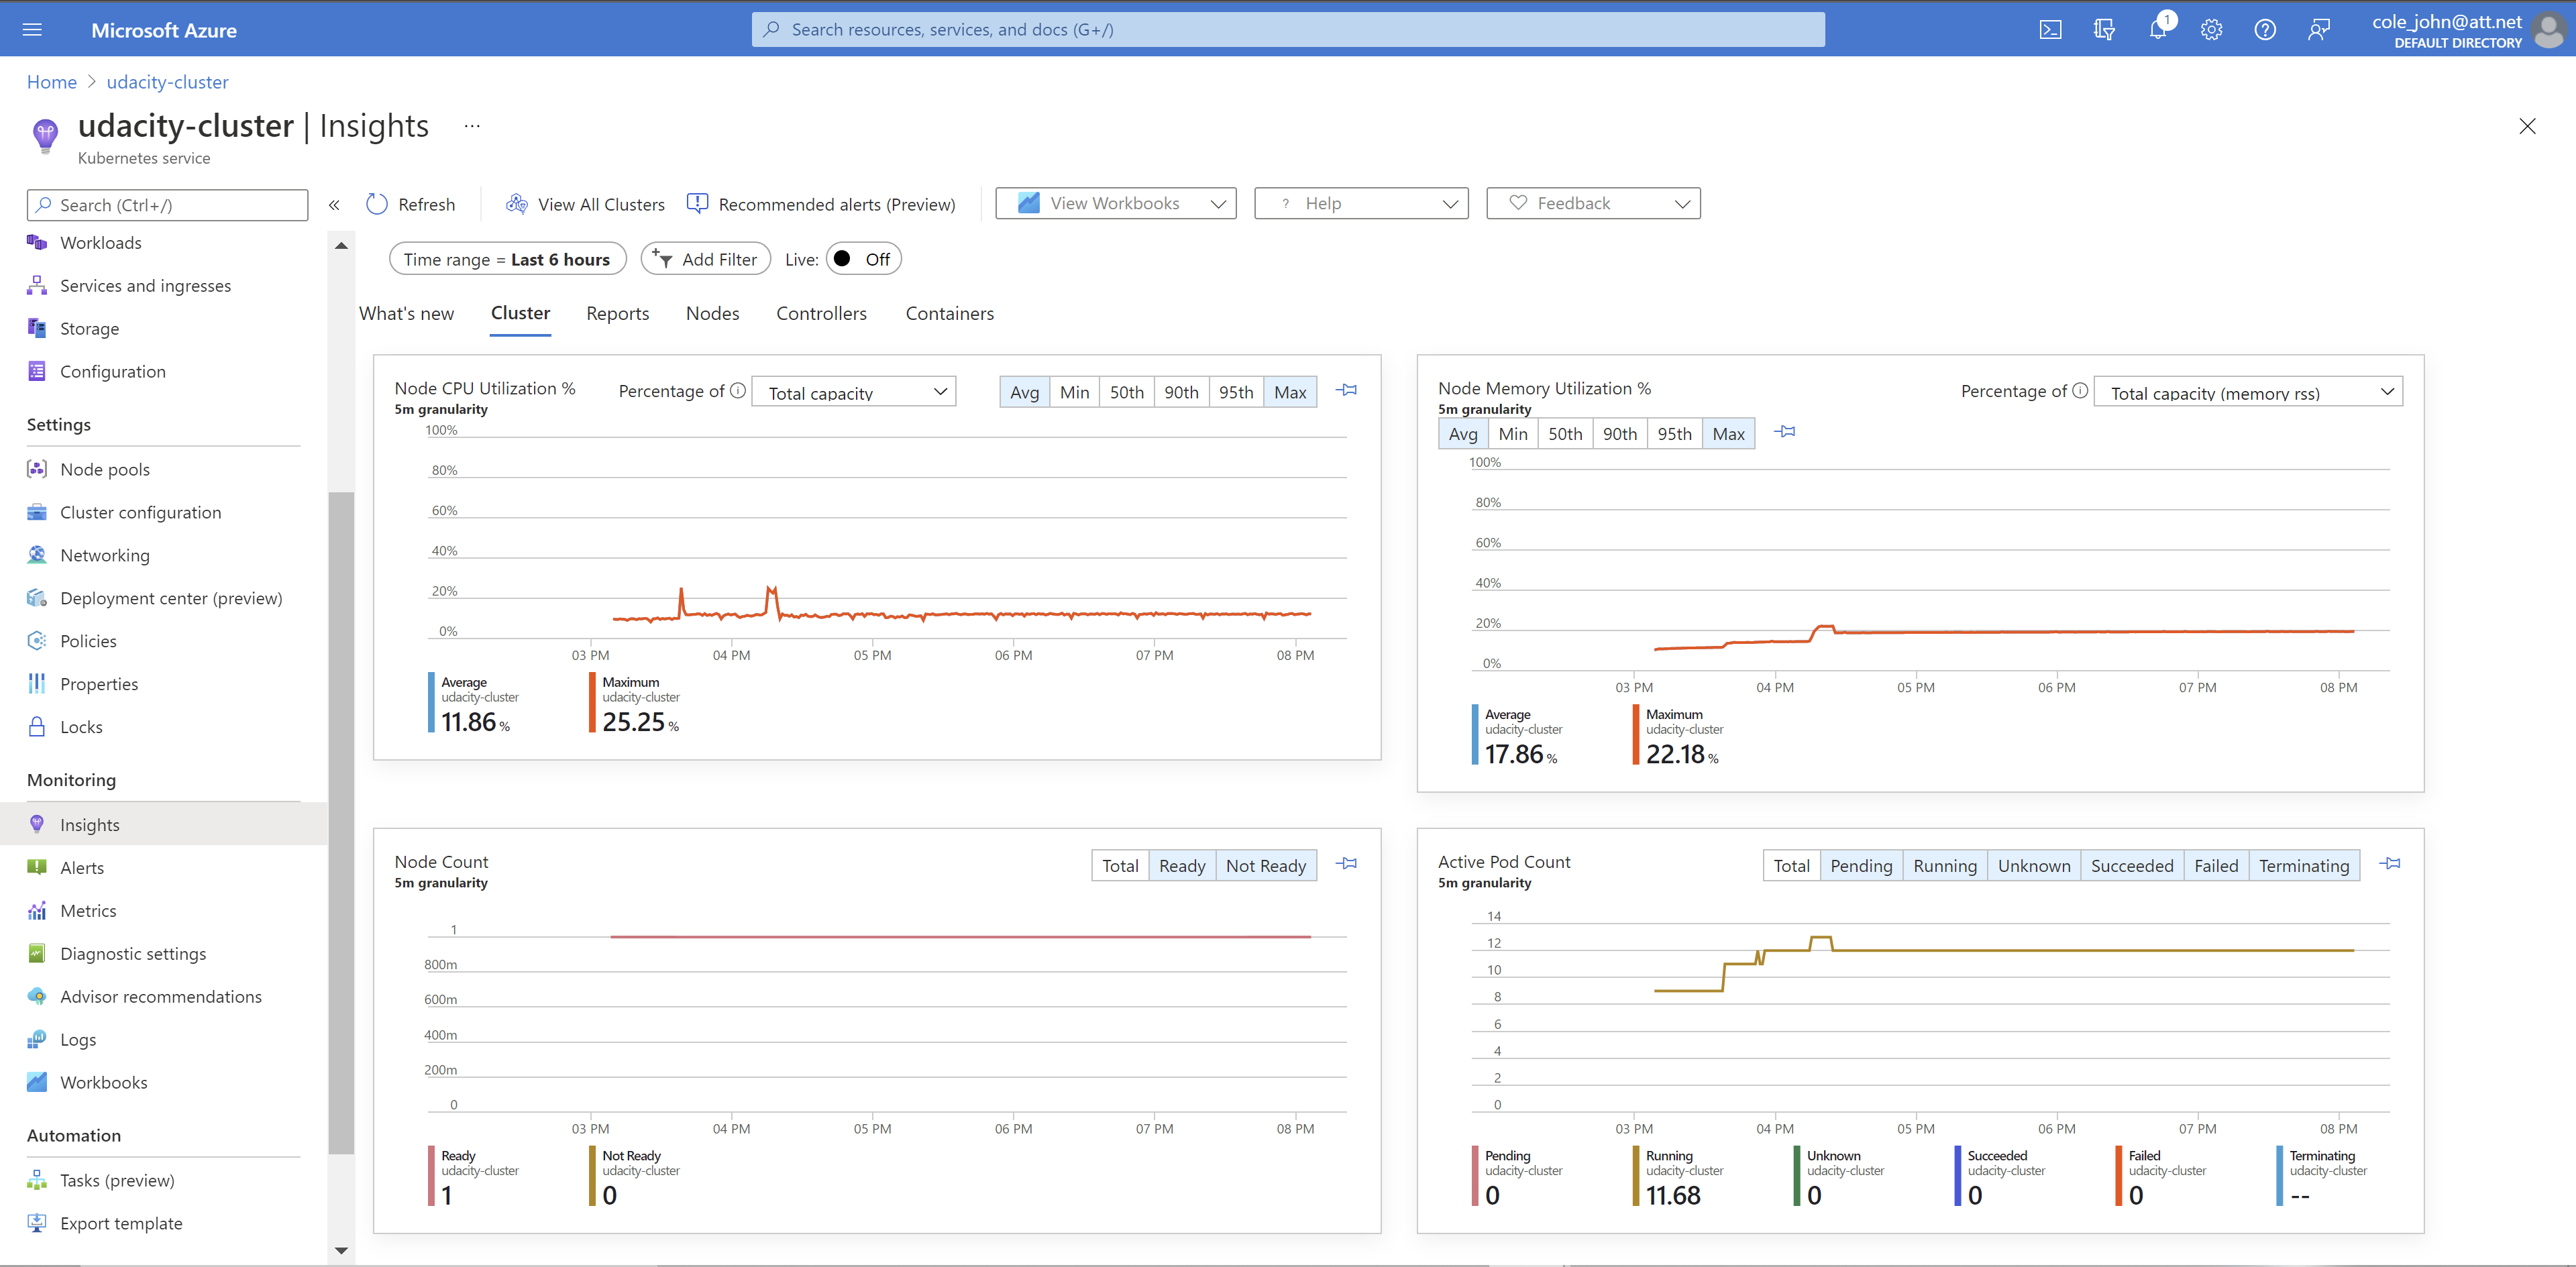 Microsoft Azure
Search resources, services, and docs (G+/)
1
cole_john@att.net
DEFAULT DIRECTORY
Home > udacity-cluster
udacity-cluster | Insights ...
Kubernetes service
Search (Ctrl+/)
«
Refresh
View All Clusters
Recommended alerts (Preview)
View Workbooks
? Help
Feedback
Workloads
Services and ingresses
Storage
Configuration
Settings
Node pools
Cluster configuration
Networking
Deployment center (preview)
Policies
Properties
Locks
Monitoring
Insights
Alerts
Metrics
Diagnostic settings
Advisor recommendations
Logs
Workbooks
Automation
Tasks (preview)
Export template
Time range = Last 6 hours
Add Filter
Live: Off
What's new Cluster Reports Nodes Controllers Containers
Node CPU Utilization %
5m granularity
Percentage of Total capacity
Avg Min 50th 90th 95th Max
100%
80%
60%
40%
20%
0%
03 PM 04 PM 05 PM 06 PM 07 PM 08 PM
Average
udacity-cluster
11.86 %
Maximum
udacity-cluster
25.25 %
Node Memory Utilization %
5m granularity
Percentage of Total capacity (memory rss)
Avg Min 50th 90th 95th Max
100%
80%
60%
40%
20%
0%
03 PM 04 PM 05 PM 06 PM 07 PM 08 PM
Average
udacity-cluster
17.86 %
Maximum
udacity-cluster
22.18 %
Node Count
5m granularity
Total Ready Not Ready
1
800m
600m
400m
200m
0
03 PM 04 PM 05 PM 06 PM 07 PM 08 PM
Ready
udacity-cluster
1
Not Ready
udacity-cluster
0
Active Pod Count
5m granularity
Total Pending Running Unknown Succeeded Failed Terminating
14
12
10
8
6
4
2
0
03 PM 04 PM 05 PM 06 PM 07 PM 08 PM
Pending
udacity-cluster
0
Running
udacity-cluster
11.68
Unknown
udacity-cluster
0
Succeeded
udacity-cluster
0
Failed
udacity-cluster
0
Terminating
udacity-cluster
--